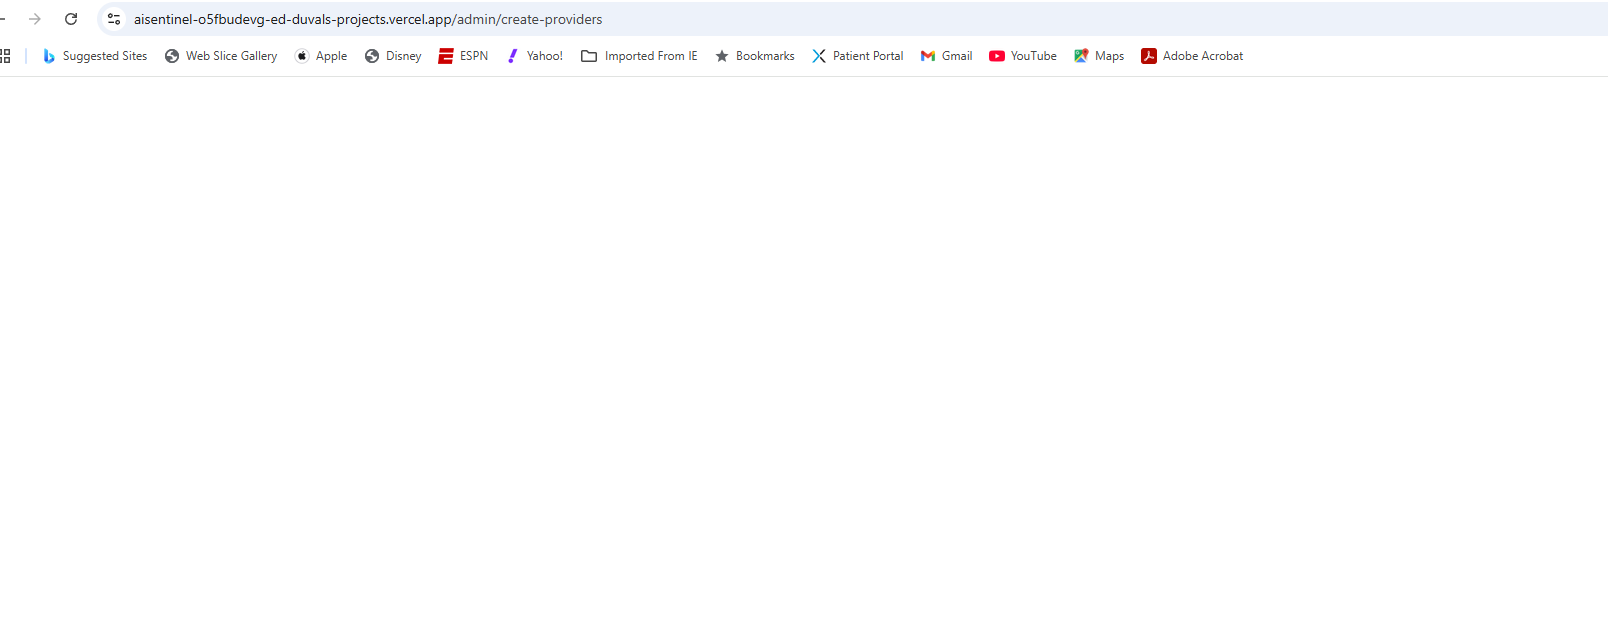 aisentinel-o5fbudevg-ed-duvals-projects.vercel.app/admin/create-providers
Suggested Sites Web Slice Gallery Apple Disney ESPN Yahoo! Imported From IE Bookmarks Patient Portal Gmail YouTube Maps Adobe Acrobat